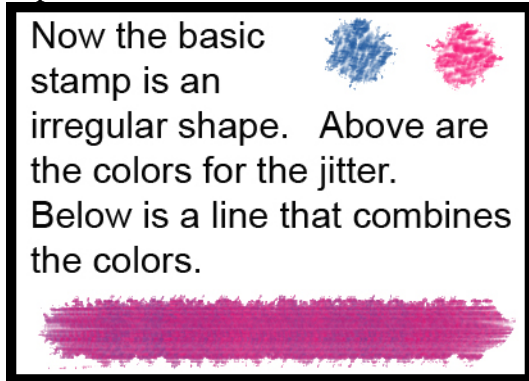 Now the basic
stamp is an
irregular shape.   Above are
the colors for the jitter.
Below is a line that combines
the colors.